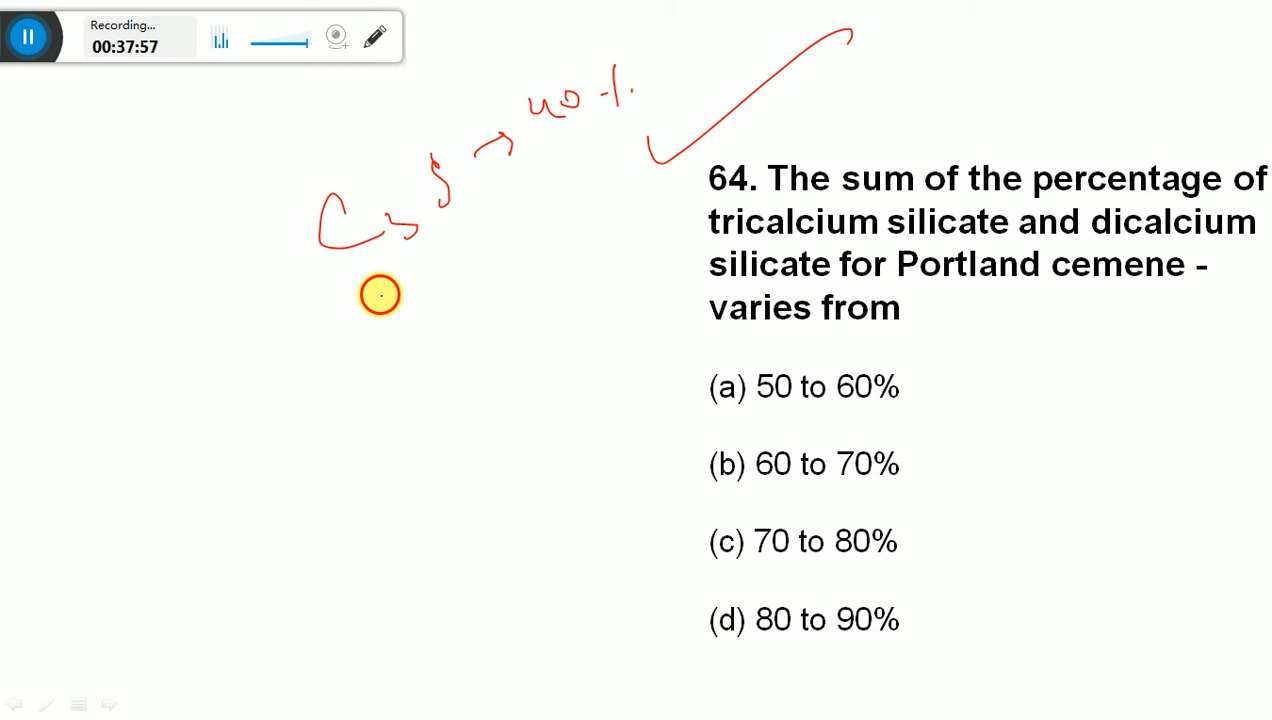 Recording...
00:37:57
C3S → 40%
64. The sum of the percentage of
tricalcium silicate and dicalcium
silicate for Portland cemene -
varies from
(a) 50 to 60%
(b) 60 to 70%
(c) 70 to 80%
(d) 80 to 90%